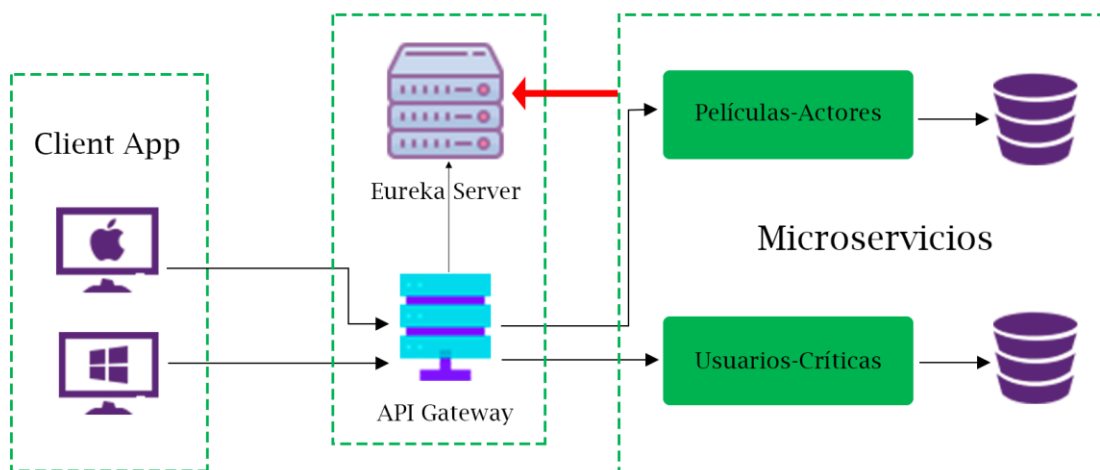 Client App
Eureka Server
API Gateway
Películas-Actores
Microservicios
Usuarios-Críticas